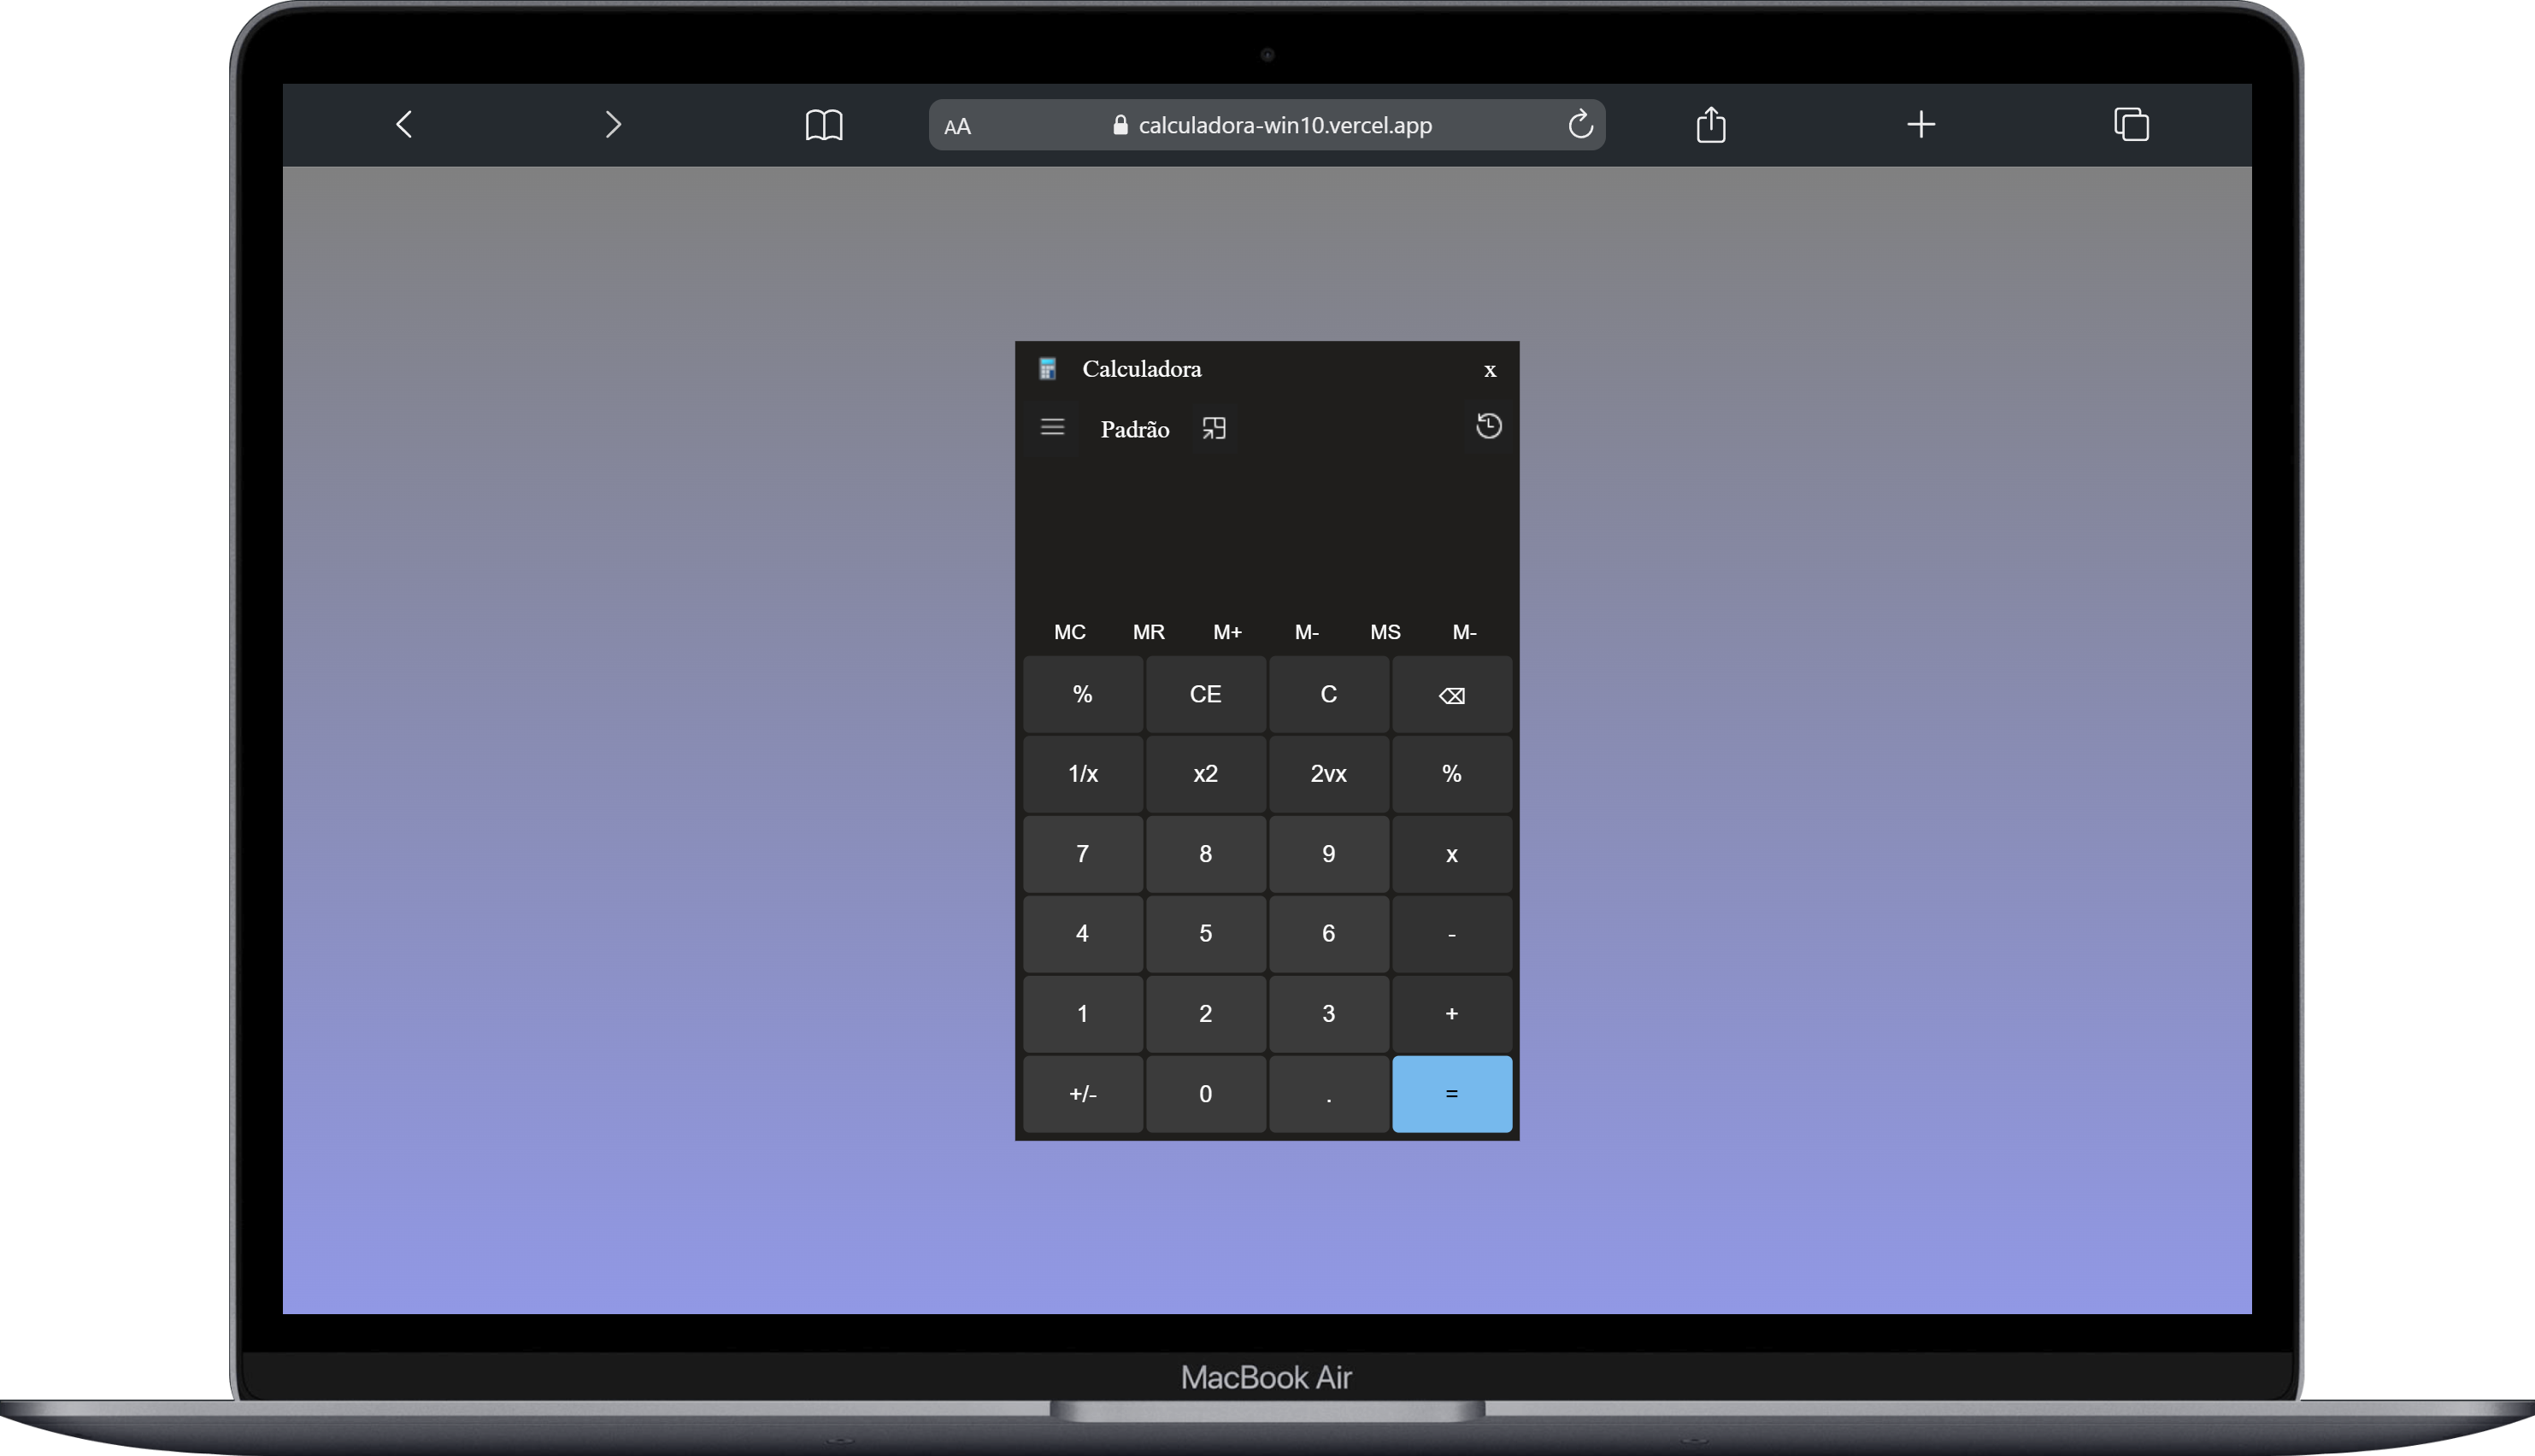 AA calculadora-win10.vercel.app
Calculadora x
Padrão
MC MR M+ M- MS M-
% CE C ⌫
1/x x2 2vx %
7 8 9 x
4 5 6 -
1 2 3 +
+/- 0 . =
MacBook Air